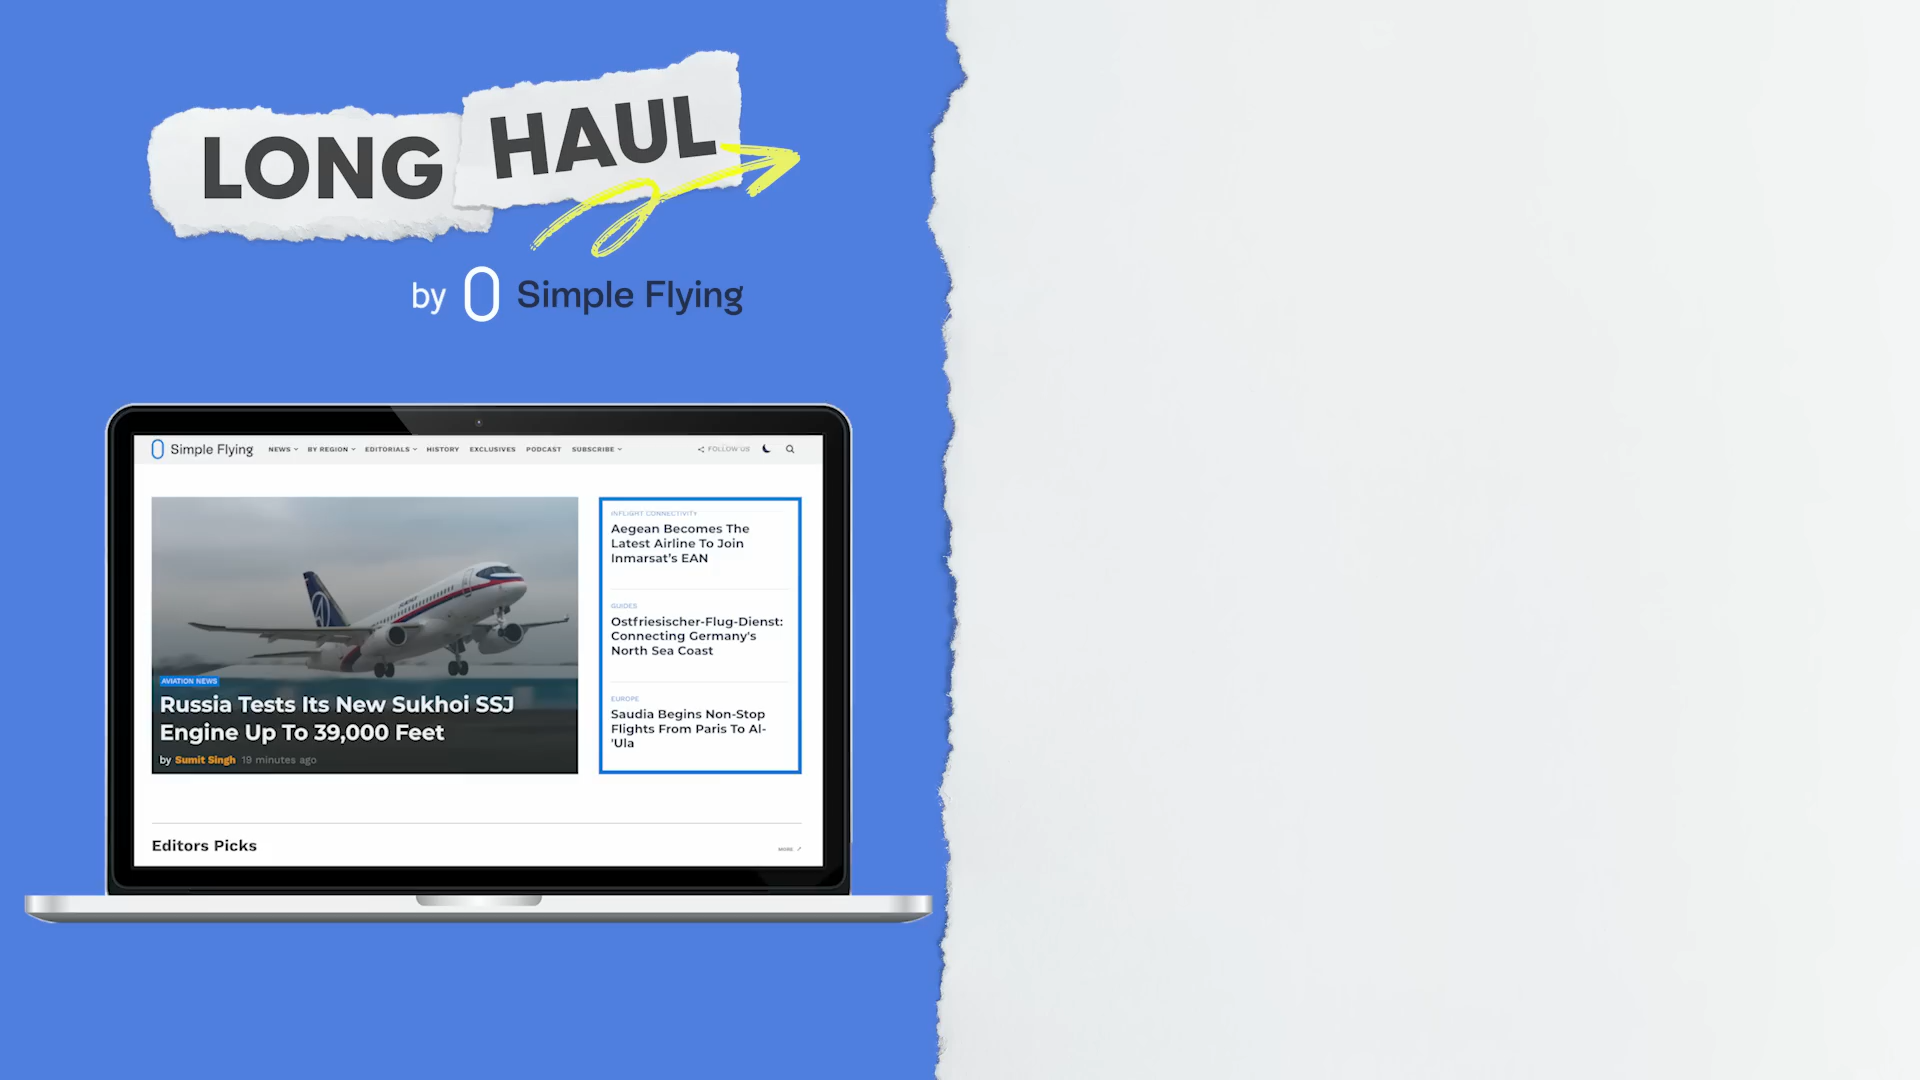 LONG HAUL
by Simple Flying
Simple Flying NEWS BY REGION EDITORIALS HISTORY EXCLUSIVES PODCAST SUBSCRIBE FOLLOW US
AVIATION NEWS
Russia Tests Its New Sukhoi SSJ
Engine Up To 39,000 Feet
by Sumit Singh 19 minutes ago
INFLIGHT CONNECTIVITY
Aegean Becomes The
Latest Airline To Join
Inmarsat's EAN
GUIDES
Ostfriesischer-Flug-Dienst:
Connecting Germany's
North Sea Coast
EUROPE
Saudia Begins Non-Stop
Flights From Paris To Al-
'Ula
Editors Picks
MORE